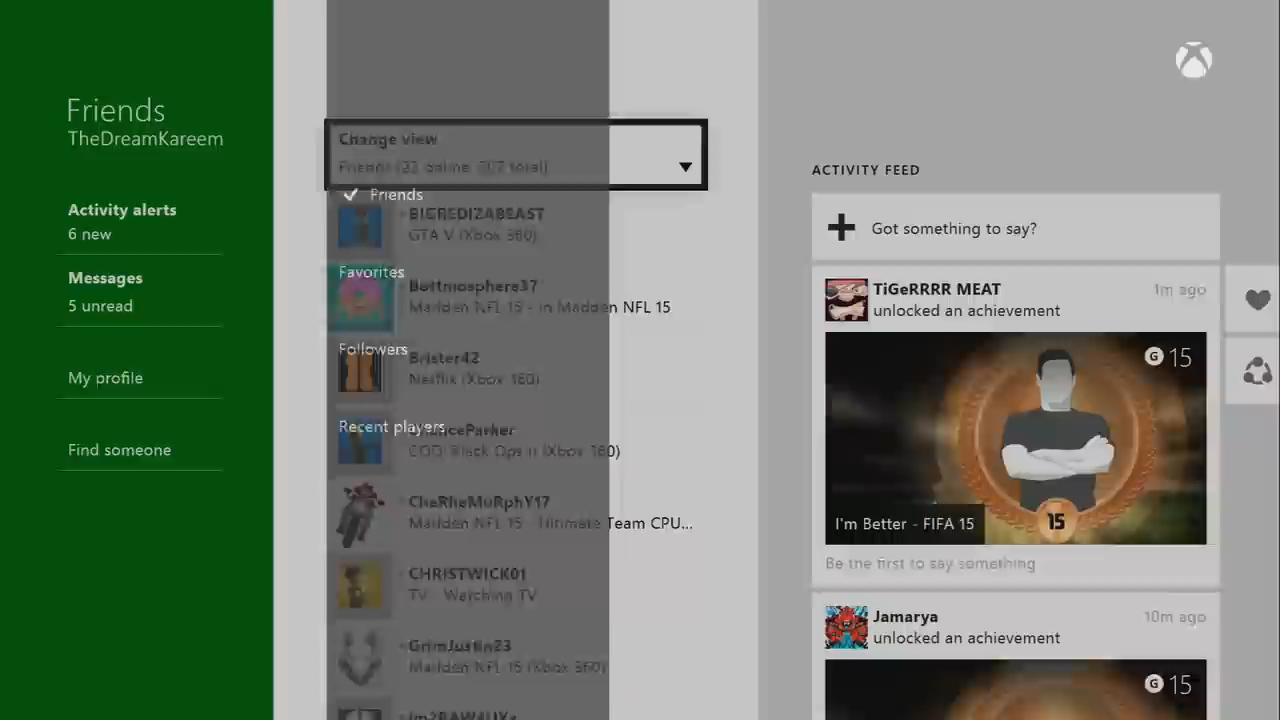 Friends
TheDreamKareem
Activity alerts
6 new
Messages
5 unread
My profile
Find someone
Change view
Friends
BIGREDIZABEAST
GTA V (Xbox 360)
Favorites
Madden NFL 15 - in Madden NFL 15
Followers
Brister42
Netflix (Xbox 360)
Recent players
COD: Black Ops II (Xbox 360)
CheRheMuRphY17
Madden NFL 15 - Ultimate Team CPU...
CHRISTWICK01
TV - Watching TV
GrimJustin23
Madden NFL 15 (Xbox 360)
ACTIVITY FEED
Got something to say?
TiGeRRRR MEAT
1m ago
unlocked an achievement
G 15
15
I'm Better - FIFA 15
Be the first to say something
Jamarya
10m ago
unlocked an achievement
G 15